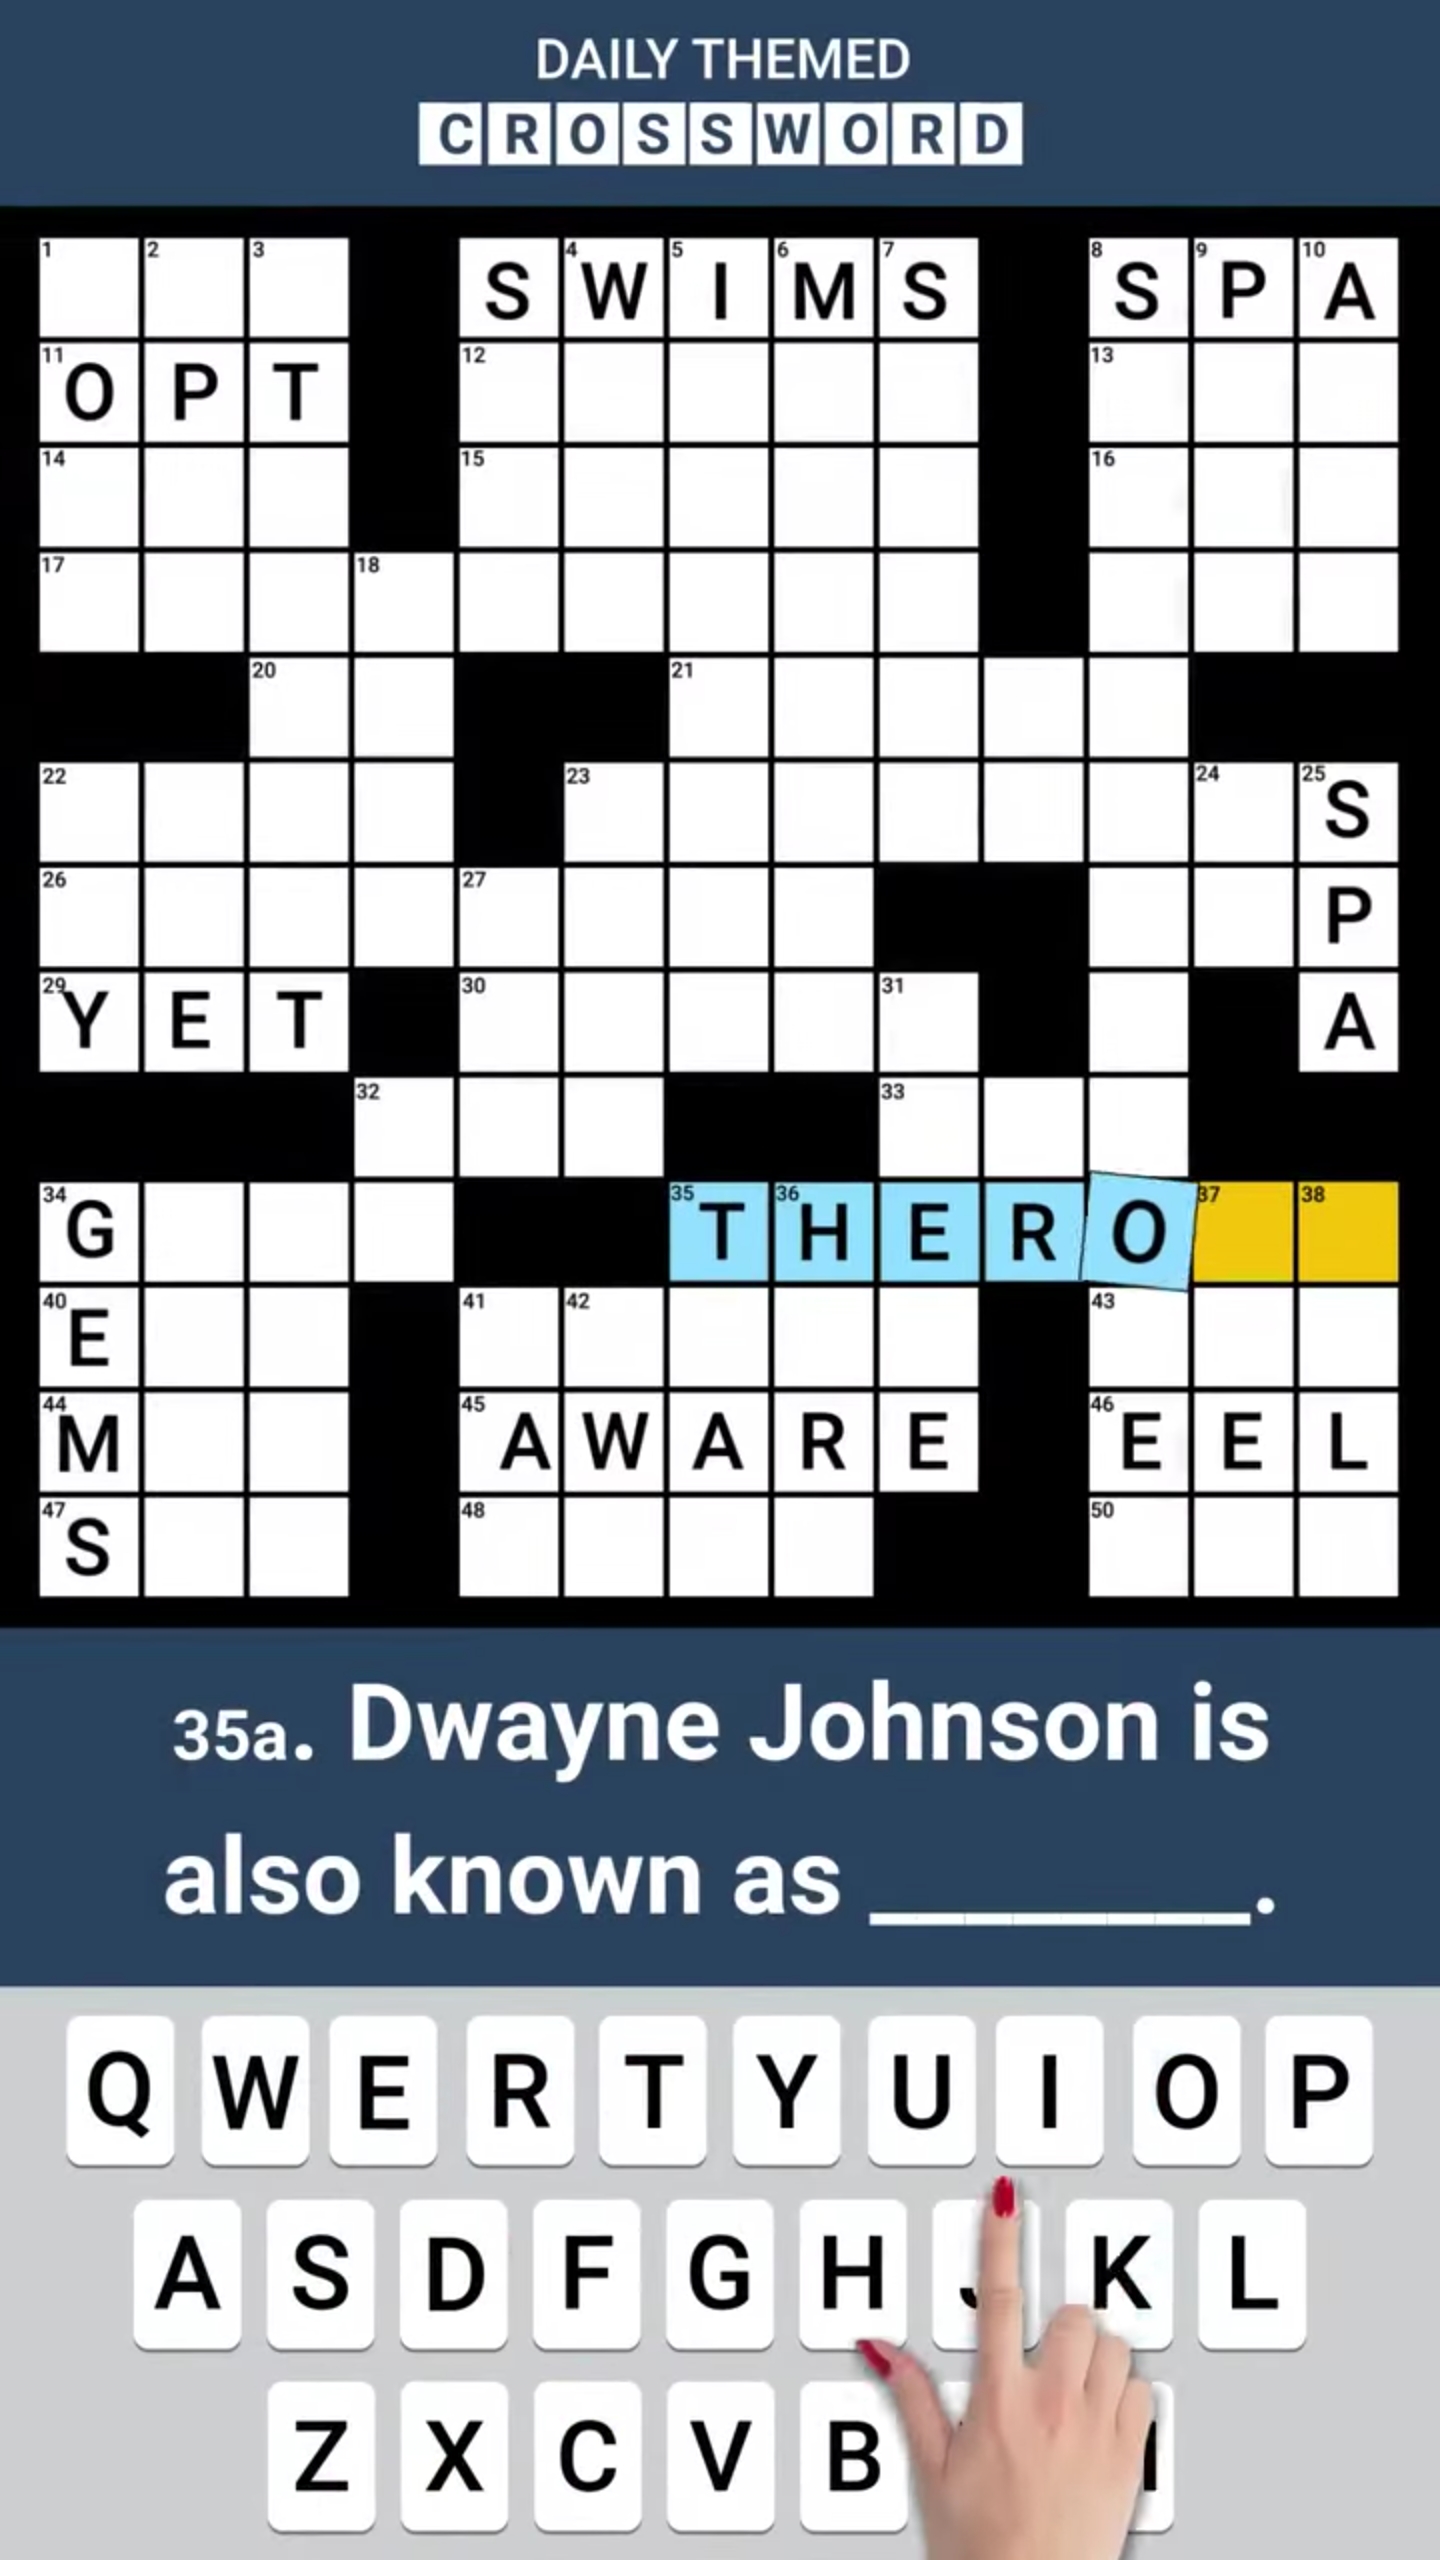 DAILY THEMED
CROSSWORD
1 2 3 S 4 W 5 I 6 M 7 S 8 S 9 P 10 A
11 O P T 12 13
14 15 16
17 18
20 21
22 23 24 25 S
26 27 P
29 Y E T 30 31 A
32 33
34 G 35 T 36 H E R O 37 38
40 E 41 42 43
44 M 45 A W A R E 46 E E L
47 S 48 50
35a. Dwayne Johnson is
also known as ________.
Q W E R T Y U I O P
A S D F G H J K L
Z X C V B